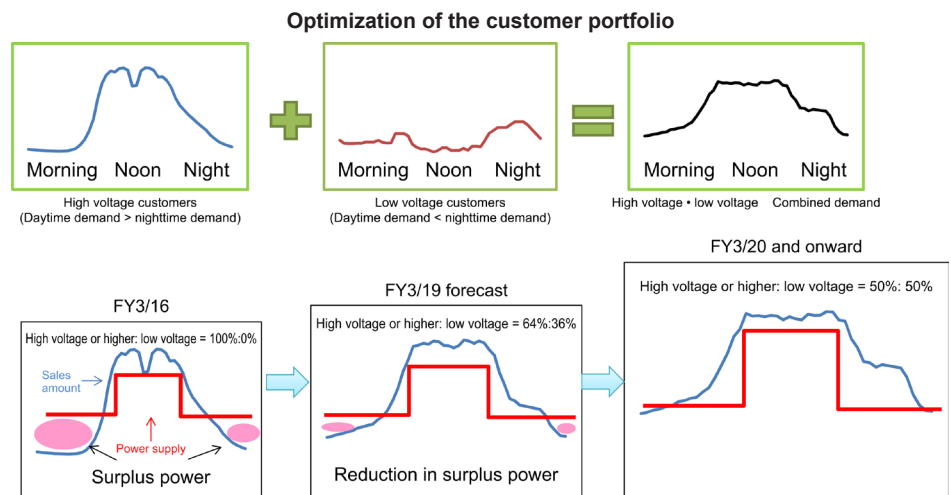 Optimization of the customer portfolio
Morning Noon Night
Morning Noon Night
Morning Noon Night
High voltage customers
(Daytime demand > nighttime demand)
Low voltage customers
(Daytime demand < nighttime demand)
High voltage • low voltage Combined demand
FY3/16
High voltage or higher: low voltage = 100%:0%
Sales
amount
Power supply
Surplus power
FY3/19 forecast
High voltage or higher: low voltage = 64%:36%
Reduction in surplus power
FY3/20 and onward
High voltage or higher: low voltage = 50%: 50%